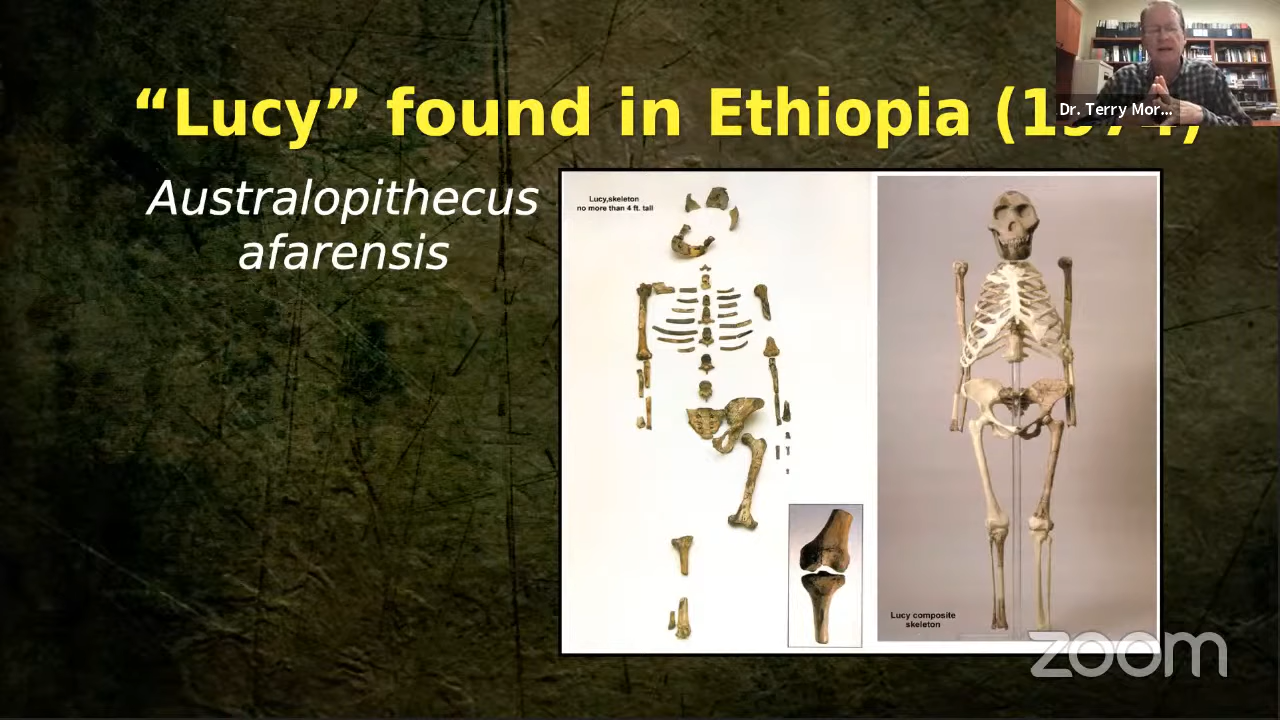 “Lucy” found in Ethiopia (1974)
Australopithecus
afarensis
Lucy,skeleton
no more than 4 ft. tall
Lucy composite
skeleton
Dr. Terry Mor...
zoom